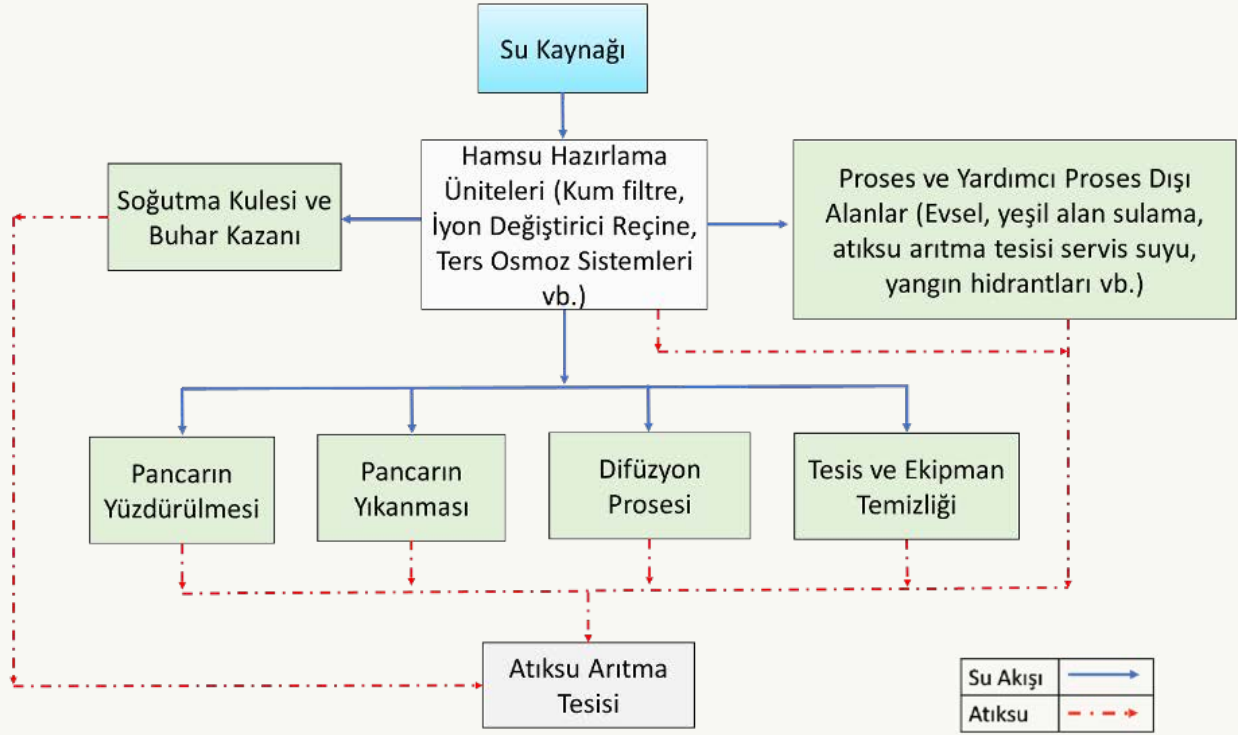 Su Kaynağı
Hamsu Hazırlama
Üniteleri (Kum filtre,
İyon Değiştirici Reçine,
Ters Osmoz Sistemleri
vb.)
Soğutma Kulesi ve
Buhar Kazanı
Proses ve Yardımcı Proses Dışı
Alanlar (Evsel, yeşil alan sulama,
atıksu arıtma tesisi servis suyu,
yangın hidrantları vb.)
Pancarın
Yüzdürülmesi
Pancarın
Yıkanması
Difüzyon
Prosesi
Tesis ve Ekipman
Temizliği
Atıksu Arıtma
Tesisi
Su Akışı
Atıksu